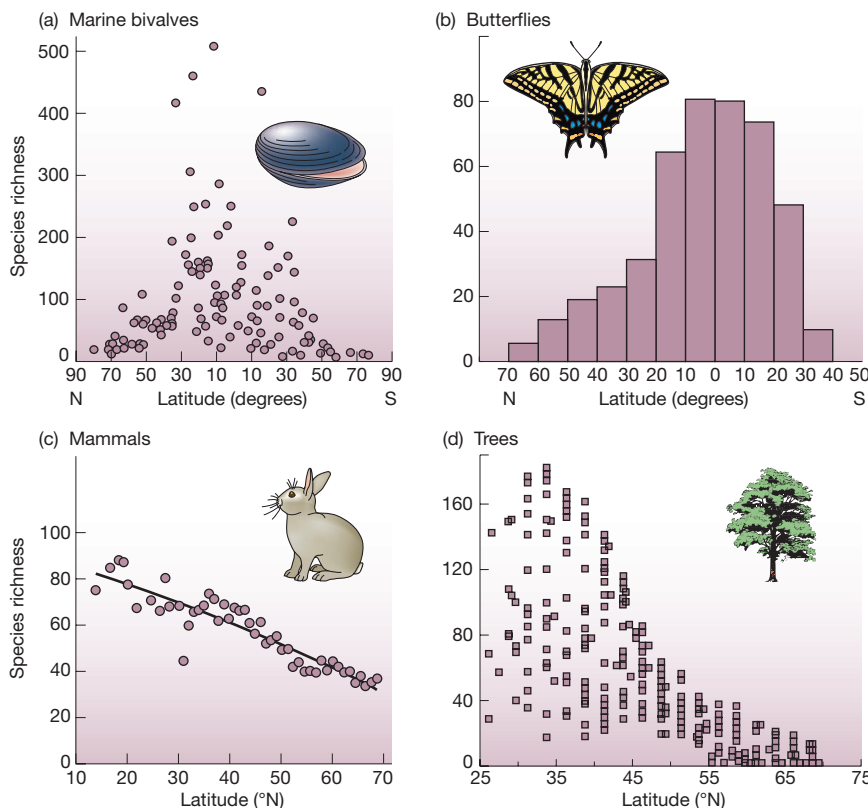 (a) Marine bivalves
500
400
300
200
100
0
Species richness
90 70 50 30 10 10 30 50 70 90
N Latitude (degrees) S
(b) Butterflies
80
60
40
20
0
70 60 50 40 30 20 10 0 10 20 30 40 50
N Latitude (degrees) S
(c) Mammals
100
80
60
40
20
0
Species richness
10 20 30 40 50 60 70
Latitude (°N)
(d) Trees
160
120
80
40
0
25 35 45 55 65 75
Latitude (°N)